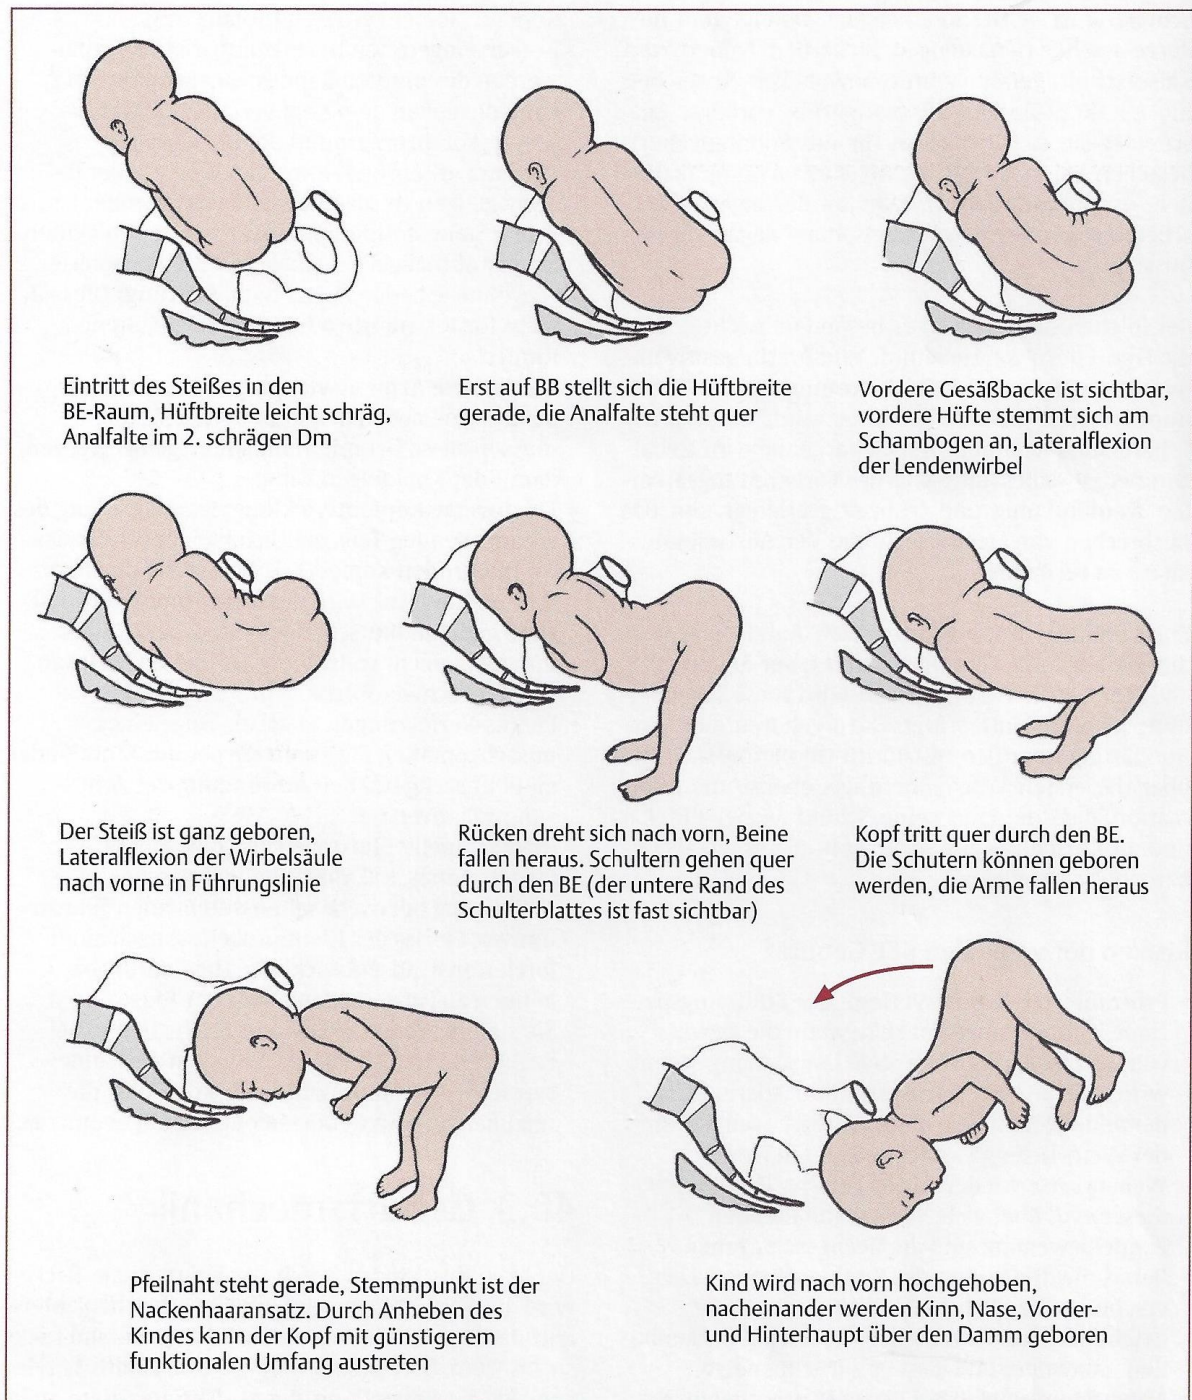 Eintritt des Steißes in den
BE-Raum, Hüftbreite leicht schräg,
Analfalte im 2. schrägen Dm
Erst auf BB stellt sich die Hüftbreite
gerade, die Analfalte steht quer
Vordere Gesäßbacke ist sichtbar,
vordere Hüfte stemmt sich am
Schambogen an, Lateralflexion
der Lendenwirbel
Der Steiß ist ganz geboren,
Lateralflexion der Wirbelsäule
nach vorne in Führungslinie
Rücken dreht sich nach vorn, Beine
fallen heraus. Schultern gehen quer
durch den BE (der untere Rand des
Schulterblattes ist fast sichtbar)
Kopf tritt quer durch den BE.
Die Schutern können geboren
werden, die Arme fallen heraus
Pfeilnaht steht gerade, Stemmpunkt ist der
Nackenhaaransatz. Durch Anheben des
Kindes kann der Kopf mit günstigerem
funktionalen Umfang austreten
Kind wird nach vorn hochgehoben,
nacheinander werden Kinn, Nase, Vorder-
und Hinterhaupt über den Damm geboren